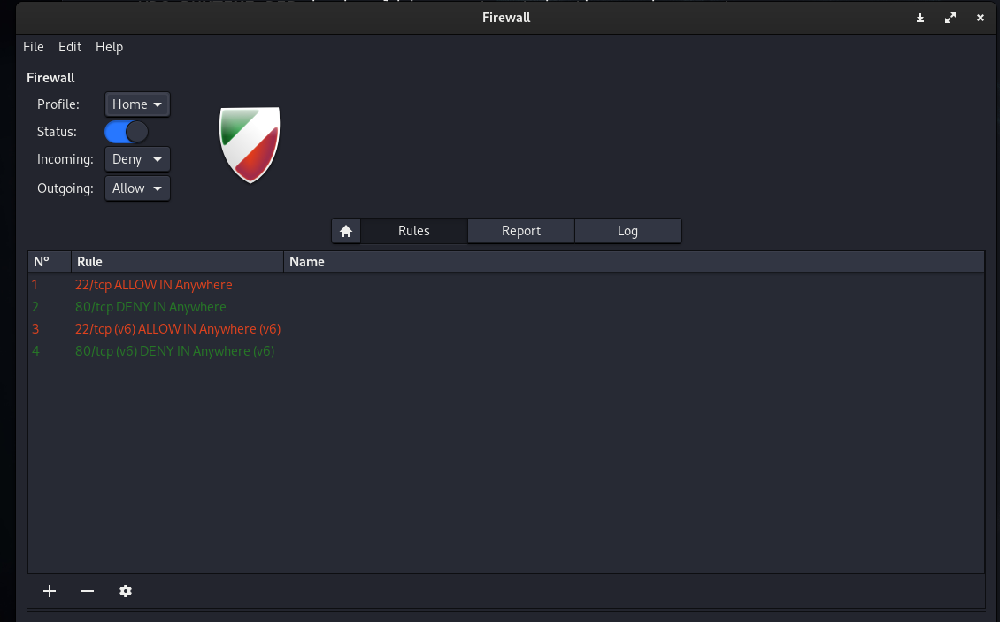 Firewall
File Edit Help
Firewall
Profile: Home
Status:
Incoming: Deny
Outgoing: Allow
Rules Report Log
Nº Rule Name
1 22/tcp ALLOW IN Anywhere
2 80/tcp DENY IN Anywhere
3 22/tcp (v6) ALLOW IN Anywhere (v6)
4 80/tcp (v6) DENY IN Anywhere (v6)